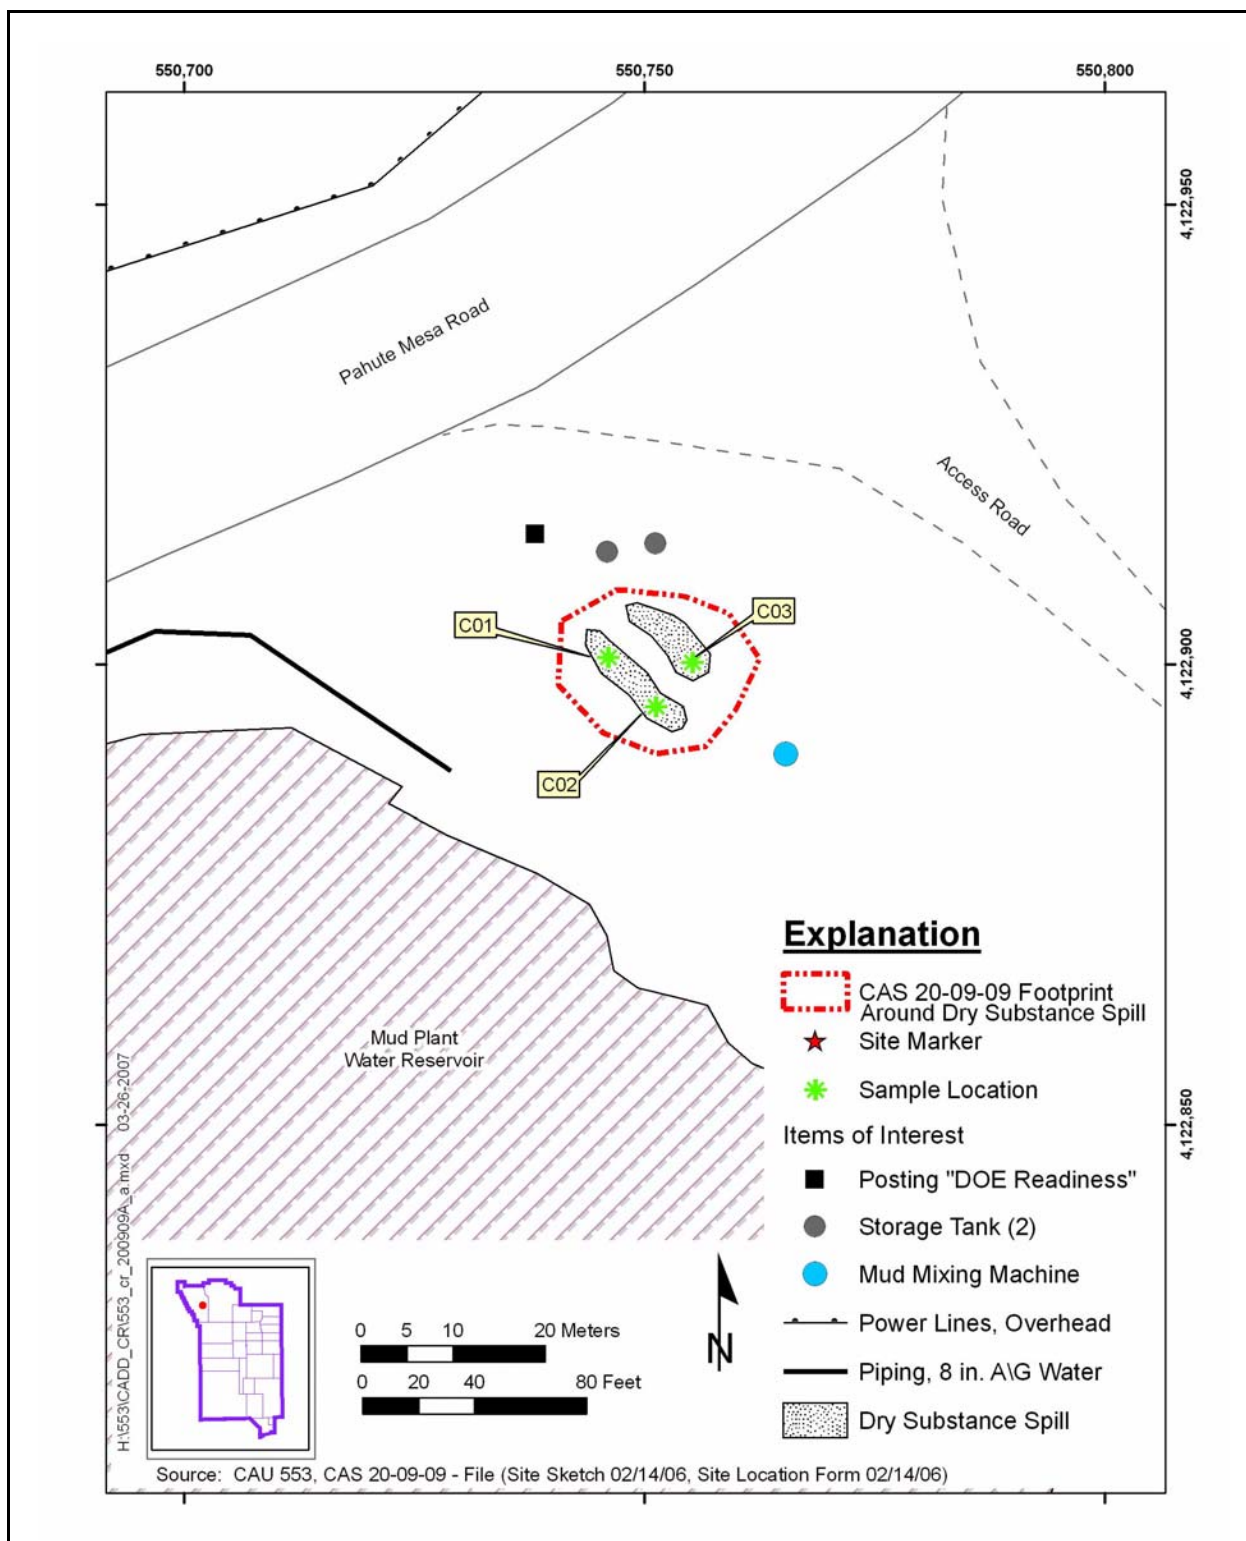 550,700
550,750
550,800
4,122,950
Pahute Mesa Road
Access Road
C01
C03
4,122,900
C02
Explanation
CAS 20-09-09 Footprint
Around Dry Substance Spill
Site Marker
Sample Location
Items of Interest
Posting "DOE Readiness"
Storage Tank (2)
Mud Mixing Machine
Power Lines, Overhead
Piping, 8 in. A\G Water
Dry Substance Spill
4,122,850
Mud Plant
Water Reservoir
H:\553\CADD_CR\553_cr_200909A_a.mxd 03-26-2007
0 5 10 20 Meters
0 20 40 80 Feet
N
Source: CAU 553, CAS 20-09-09 - File (Site Sketch 02/14/06, Site Location Form 02/14/06)